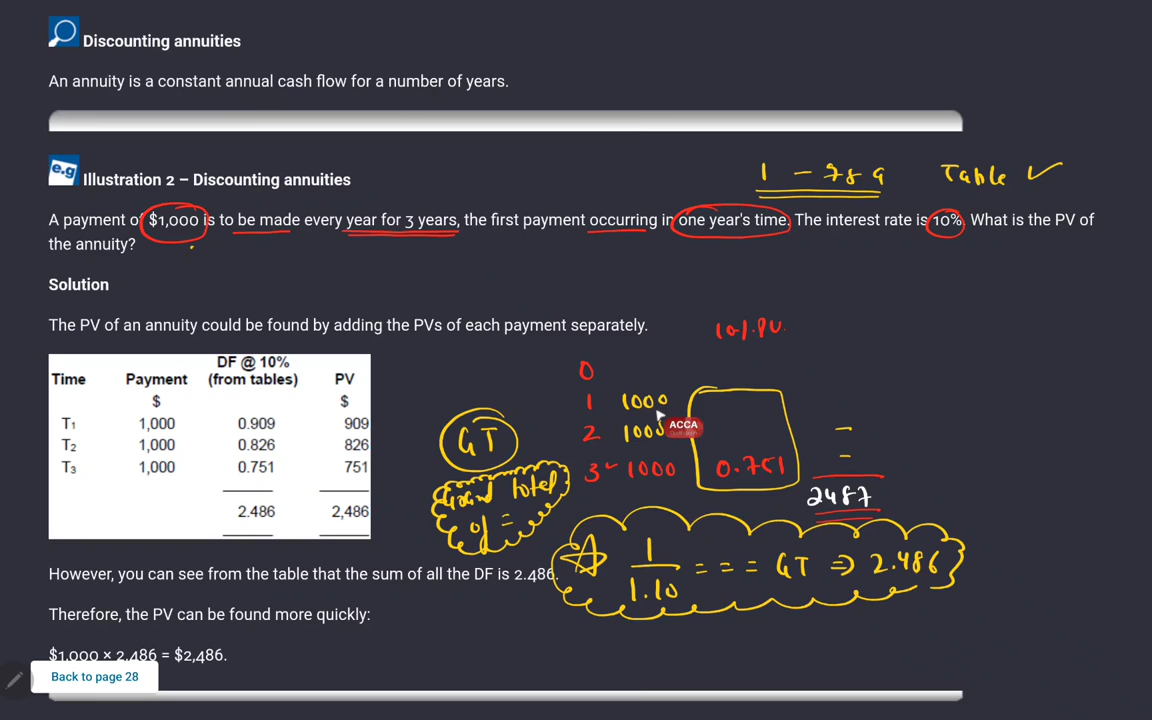 Discounting annuities
An annuity is a constant annual cash flow for a number of years.
e.g
Illustration 2 – Discounting annuities
1 - 789 Table ✓
A payment of $1,000 is to be made every year for 3 years, the first payment occurring in one year's time. The interest rate is 10%. What is the PV of
the annuity?
Solution
The PV of an annuity could be found by adding the PVs of each payment separately.
10%.PV.
DF @ 10%
Time Payment (from tables) PV
$ $
T1 1,000 0.909 909
T2 1,000 0.826 826
T3 1,000 0.751 751
2.486 2,486
0
1 1000
2 1000
3 1000 0.751
ACCA
2487
GT
Grand total
of =
1
1.10
= = = GT ⇒ 2.486
However, you can see from the table that the sum of all the DF is 2.486.
Therefore, the PV can be found more quickly:
$1,000 × 2.486 = $2,486.
Back to page 28